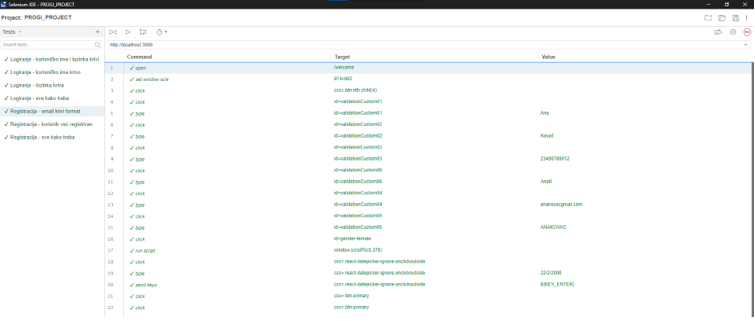 Selenium IDE - PROGI_PROJECT
Project: PROGI_PROJECT
Tests
Search tests...
http://localhost:3000
Command Target Value
✓ Logiranje - korisničko ime i lozinka krivi
✓ Logiranje - korisničko ime krivo
✓ Logiranje - lozinka kriva
✓ Logiranje - sve kako treba
✓ Registracija - email krivi format
✓ Registracija - korisnik već registriran
✓ Registracija - sve kako treba
1 ✓ open /welcome
2 ✓ set window size 974x682
3 ✓ click css=.btn:nth-child(4)
4 ✓ click id=validationCustom01
5 ✓ type id=validationCustom01 Ana
6 ✓ click id=validationCustom02
7 ✓ type id=validationCustom02 Kovač
8 ✓ click id=validationCustom03
9 ✓ type id=validationCustom03 23456789012
10 ✓ click id=validationCustom06
11 ✓ type id=validationCustom06 AnaK
12 ✓ click id=validationCustom04
13 ✓ type id=validationCustom04 anakovacgmail.com
14 ✓ click id=validationCustom05
15 ✓ type id=validationCustom05 ANAKOVAC
16 ✓ click id=gender-female
17 ✓ run script
18 ✓ click css=.react-datepicker-ignore-onclickoutside
19 ✓ type css=.react-datepicker-ignore-onclickoutside 22/2/2000
20 ✓ send keys css=.react-datepicker-ignore-onclickoutside ${KEY_ENTER}
21 ✓ click css=.btn-primary
22 ✓ click css=.btn-primary